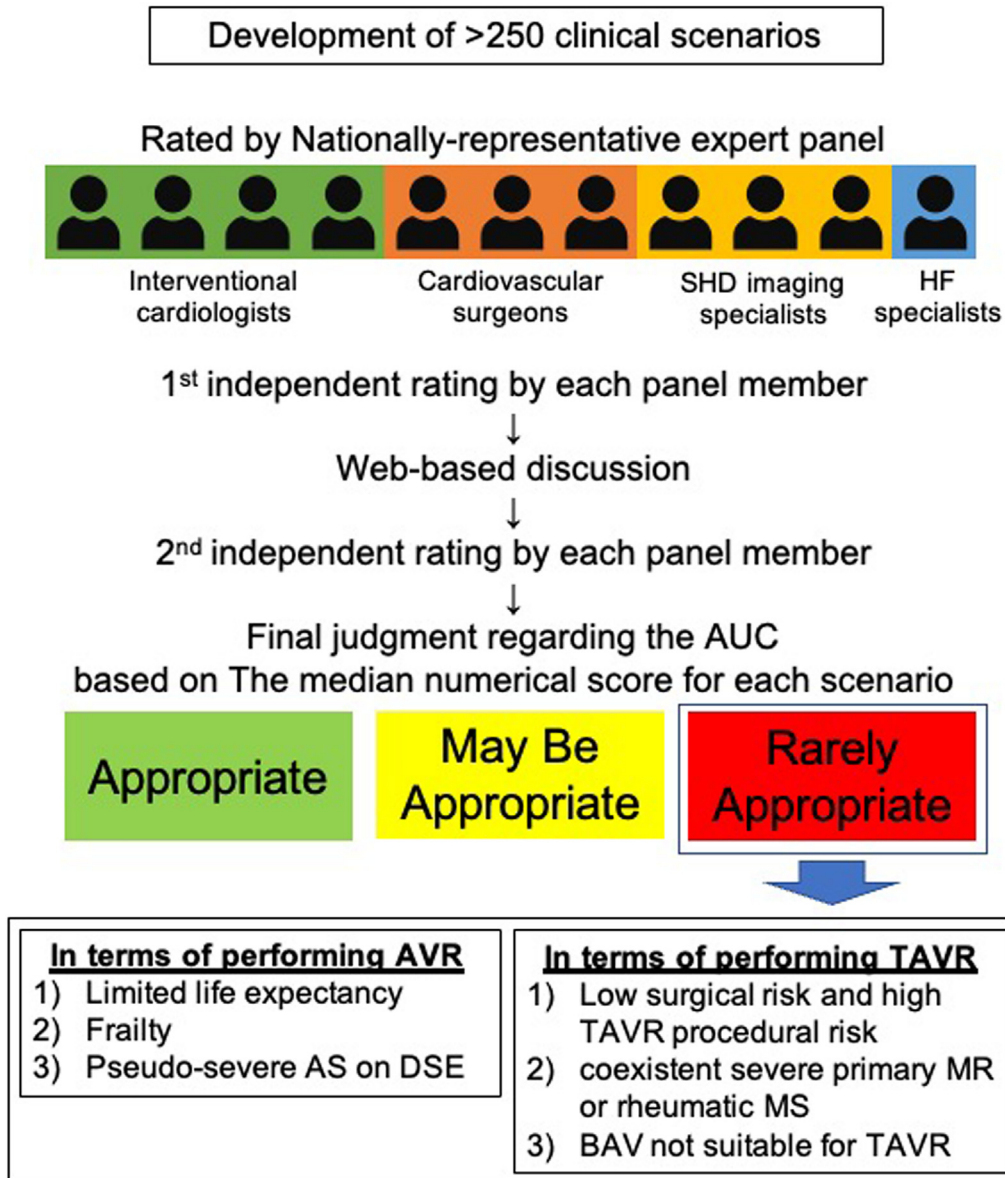 Development of >250 clinical scenarios
Rated by Nationally-representative expert panel
Interventional
cardiologists
Cardiovascular
surgeons
SHD imaging
specialists
HF
specialists
1st independent rating by each panel member
↓
Web-based discussion
↓
2nd independent rating by each panel member
↓
Final judgment regarding the AUC
based on The median numerical score for each scenario
Appropriate
May Be
Appropriate
Rarely
Appropriate
In terms of performing AVR
1) Limited life expectancy
2) Frailty
3) Pseudo-severe AS on DSE
In terms of performing TAVR
1) Low surgical risk and high
TAVR procedural risk
2) coexistent severe primary MR
or rheumatic MS
3) BAV not suitable for TAVR